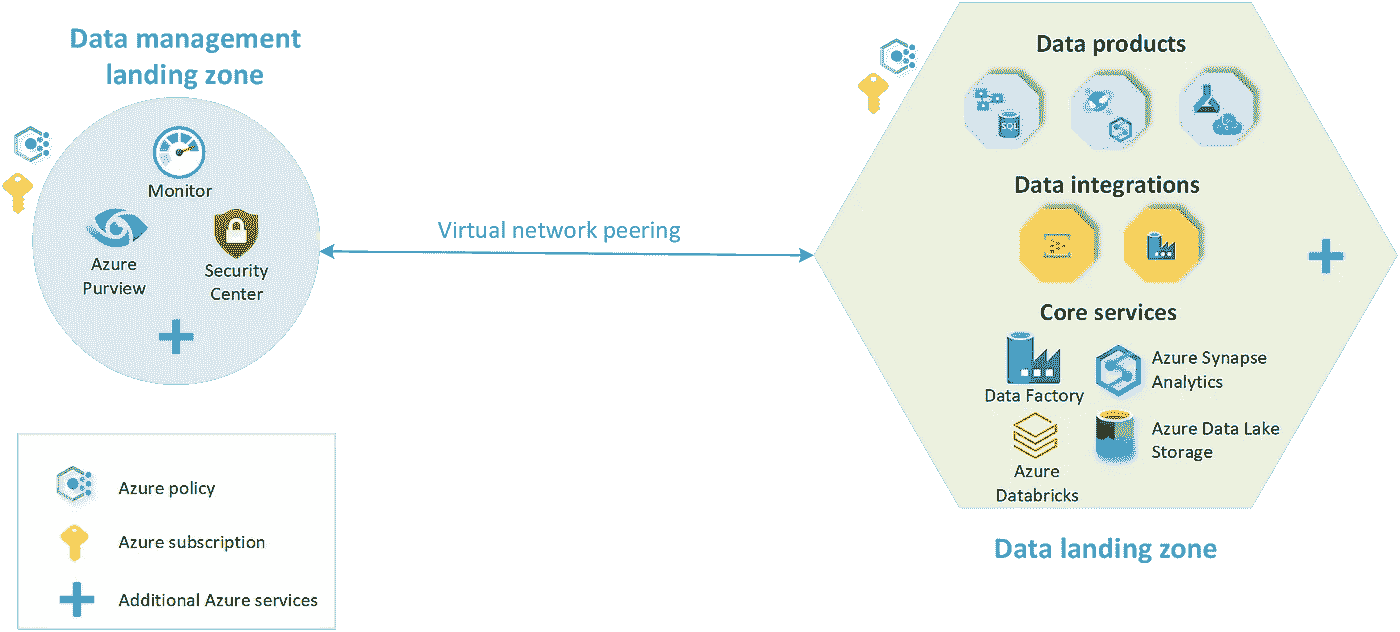 Data management
landing zone
Monitor
Azure
Purview
Security
Center
Virtual network peering
Data products
SQL
Data integrations
Core services
Data Factory
Azure Synapse
Analytics
Azure
Databricks
Azure Data Lake
Storage
Data landing zone
Azure policy
Azure subscription
Additional Azure services